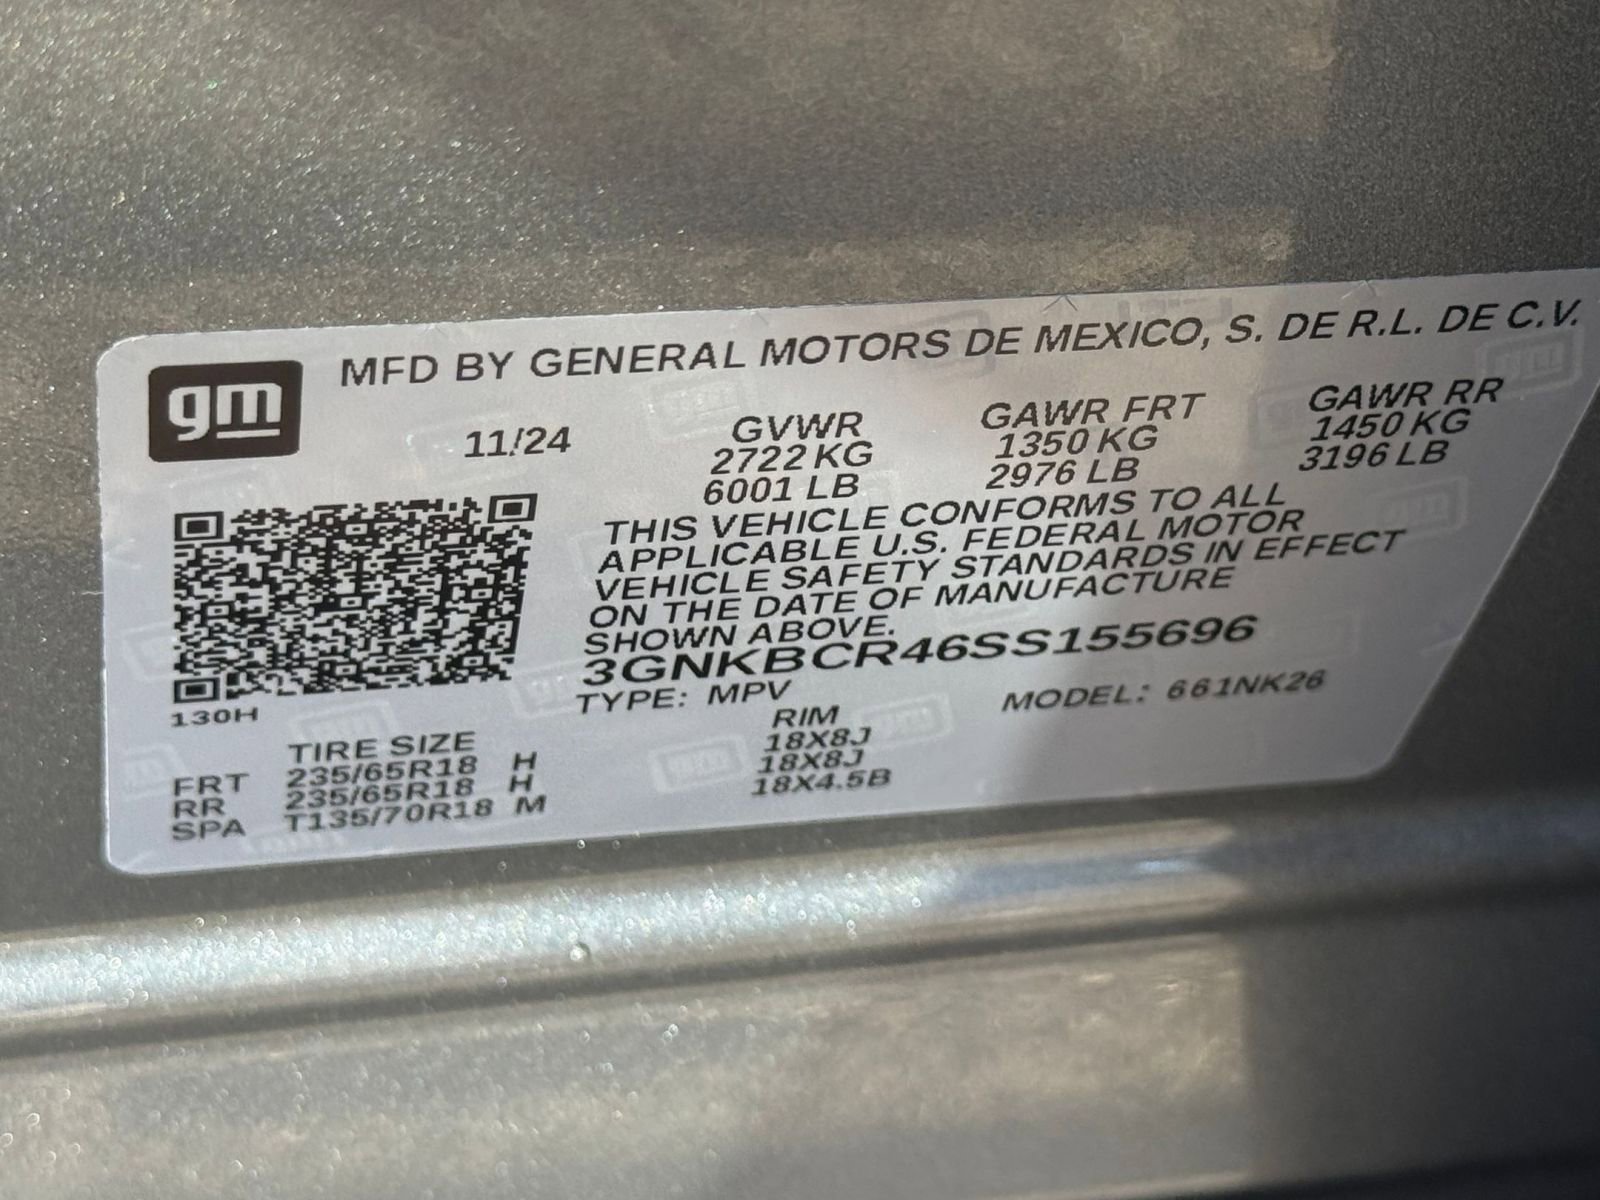 gm
MFD BY GENERAL MOTORS DE MEXICO, S. DE R.L. DE C.V.
11/24
GVWR
2722 KG
6001 LB
GAWR FRT
1350 KG
2976 LB
GAWR RR
1450 KG
3196 LB
THIS VEHICLE CONFORMS TO ALL
APPLICABLE U.S. FEDERAL MOTOR
VEHICLE SAFETY STANDARDS IN EFFECT
ON THE DATE OF MANUFACTURE
SHOWN ABOVE.
3GNKBCR46SS155696
TYPE: MPV MODEL: 661NK26
130H
TIRE SIZE RIM
FRT 235/65R18 H 18X8J
RR 235/65R18 H 18X8J
SPA T135/70R18 M 18X4.5B